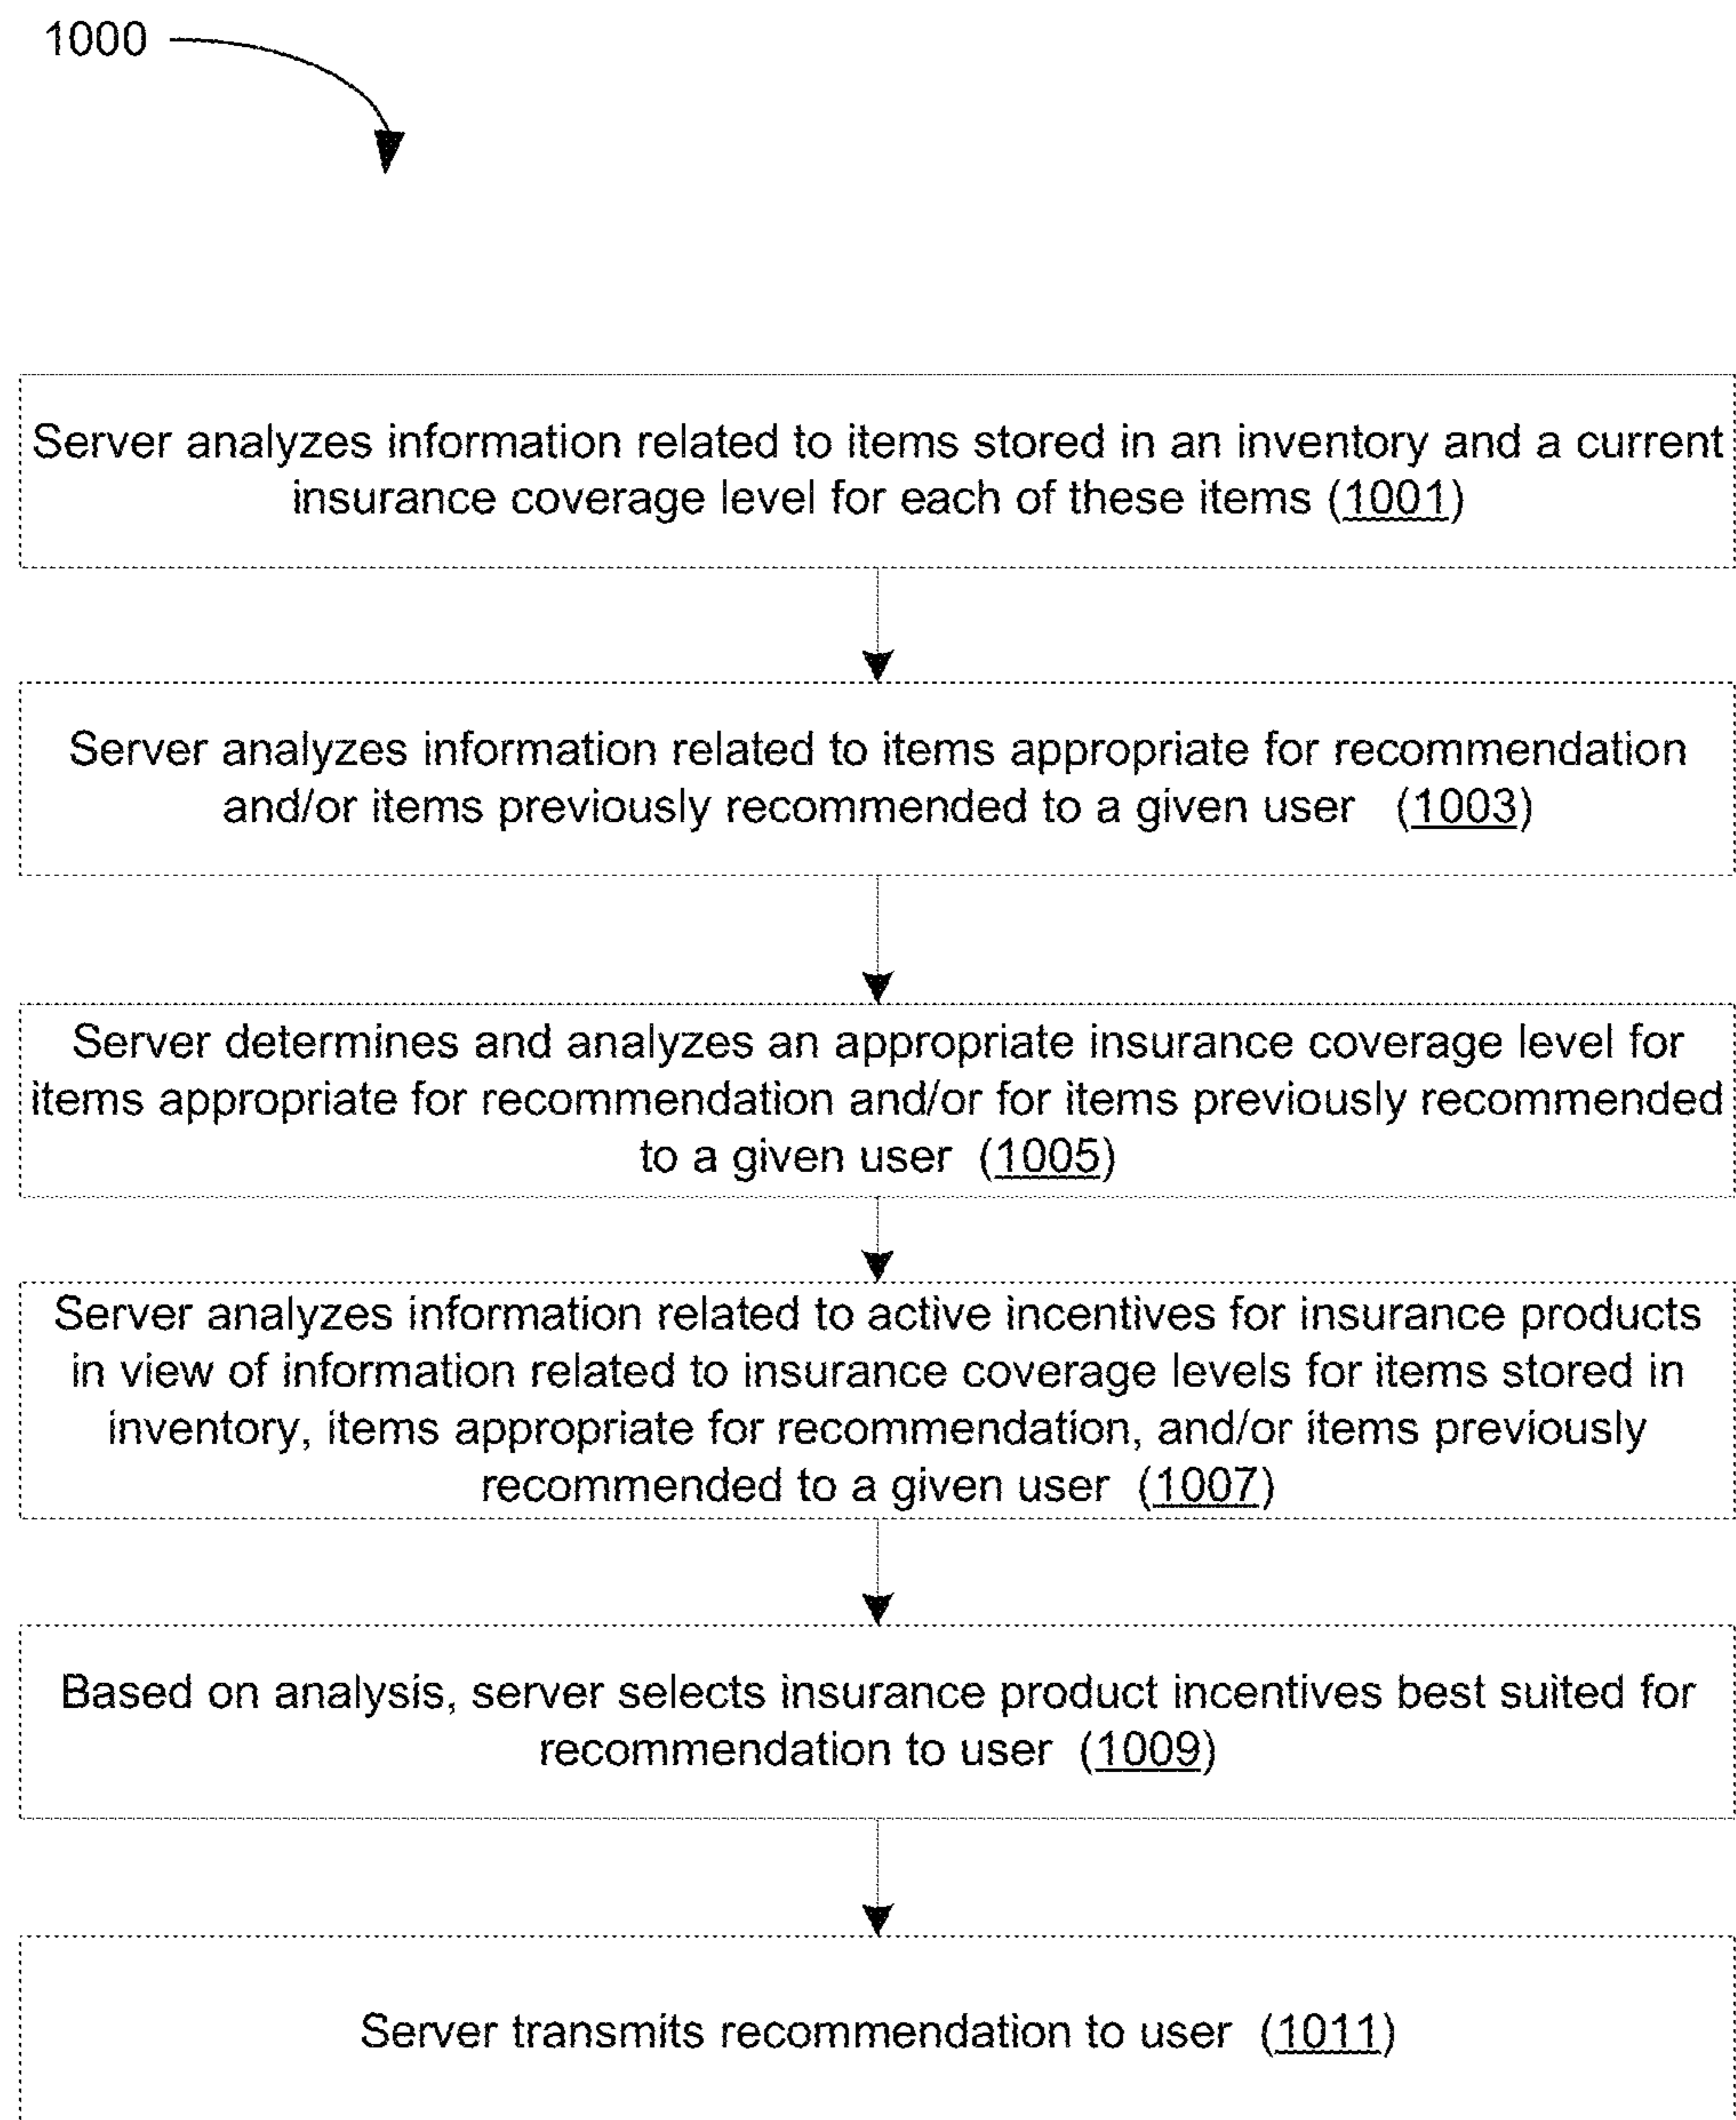 1000
Server analyzes information related to items stored in an inventory and a current
insurance coverage level for each of these items (1001)
Server analyzes information related to items appropriate for recommendation
and/or items previously recommended to a given user (1003)
Server determines and analyzes an appropriate insurance coverage level for
items appropriate for recommendation and/or for items previously recommended
to a given user (1005)
Server analyzes information related to active incentives for insurance products
in view of information related to insurance coverage levels for items stored in
inventory, items appropriate for recommendation, and/or items previously
recommended to a given user (1007)
Based on analysis, server selects insurance product incentives best suited for
recommendation to user (1009)
Server transmits recommendation to user (1011)